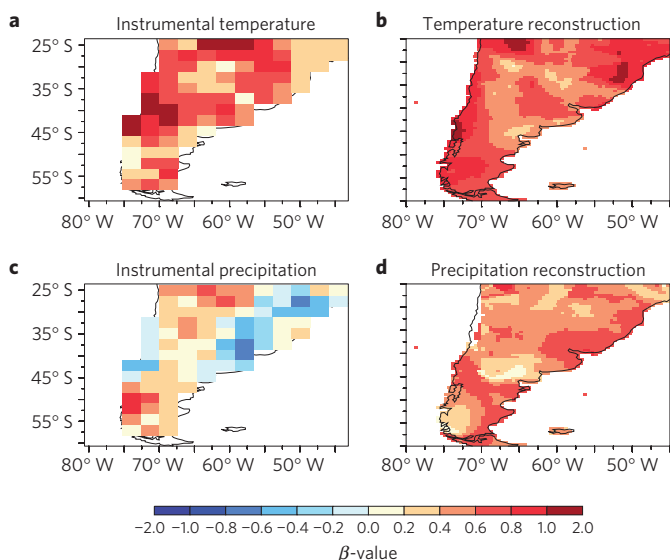 a Instrumental temperature
b Temperature reconstruction
25° S
35° S
45° S
55° S
80° W 70° W 60° W 50° W
80° W 70° W 60° W 50° W
c Instrumental precipitation
d Precipitation reconstruction
25° S
35° S
45° S
55° S
80° W 70° W 60° W 50° W
80° W 70° W 60° W 50° W
−2.0 −1.0 −0.8 −0.6 −0.4 −0.2 0.0 0.2 0.4 0.6 0.8 1.0 2.0
β-value